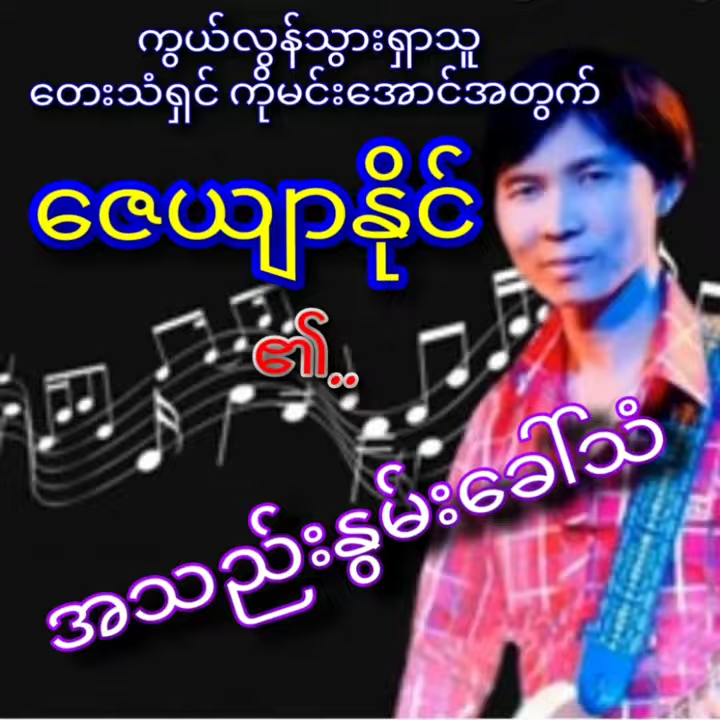 ကွယ်လွန်သွားရှာသူ
တေးသံရှင် ကိုမင်းအောင်အတွက်
ဇေယျာနိုင်
၏..
အသည်းနွမ်းခေါ်သံ